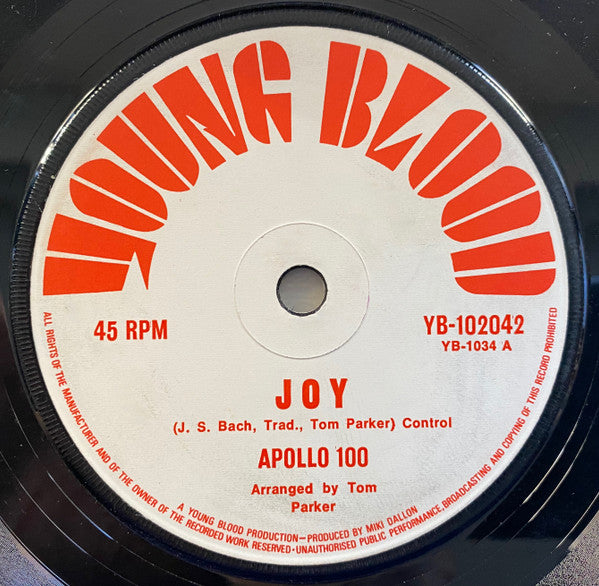 YOUNG BLOOD
45 RPM
YB-102042
YB-1034 A
JOY
(J. S. Bach, Trad., Tom Parker) Control
APOLLO 100
Arranged by Tom
Parker
A YOUNG BLOOD PRODUCTION–PRODUCED BY MIKI DALLON
ALL RIGHTS OF THE MANUFACTURER AND OF THE OWNER OF THE RECORDED WORK RESERVED-UNAUTHORISED PUBLIC PERFORMANCE, BROADCASTING AND COPYING OF THIS RECORD PROHIBITED